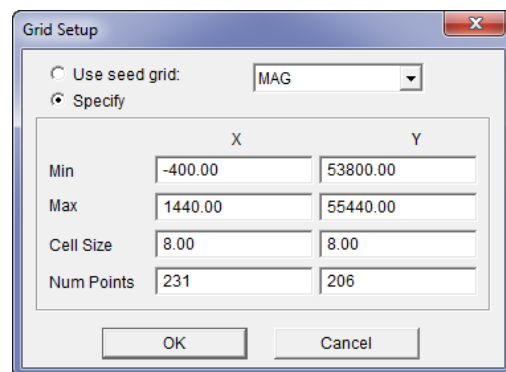 Grid Setup
X
Use seed grid: MAG
Specify
X Y
Min -400.00 53800.00
Max 1440.00 55440.00
Cell Size 8.00 8.00
Num Points 231 206
OK Cancel